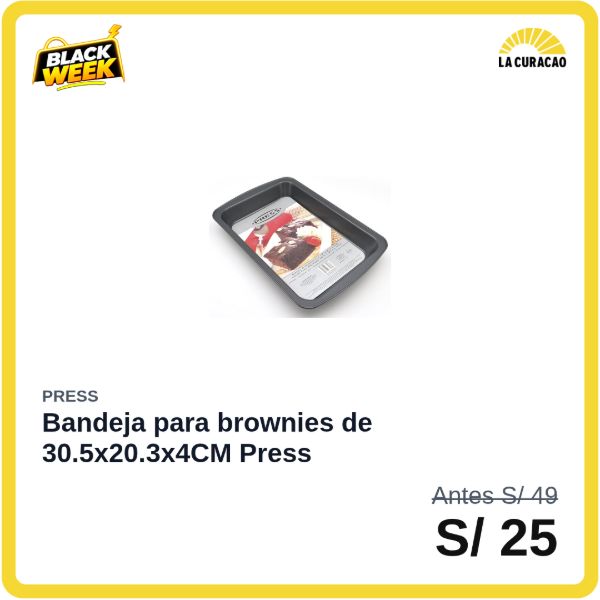 BLACK
WEEK
LA CURACAO
PRESS
Bandeja para brownies de
30.5x20.3x4CM Press
Antes S/ 49
S/ 25